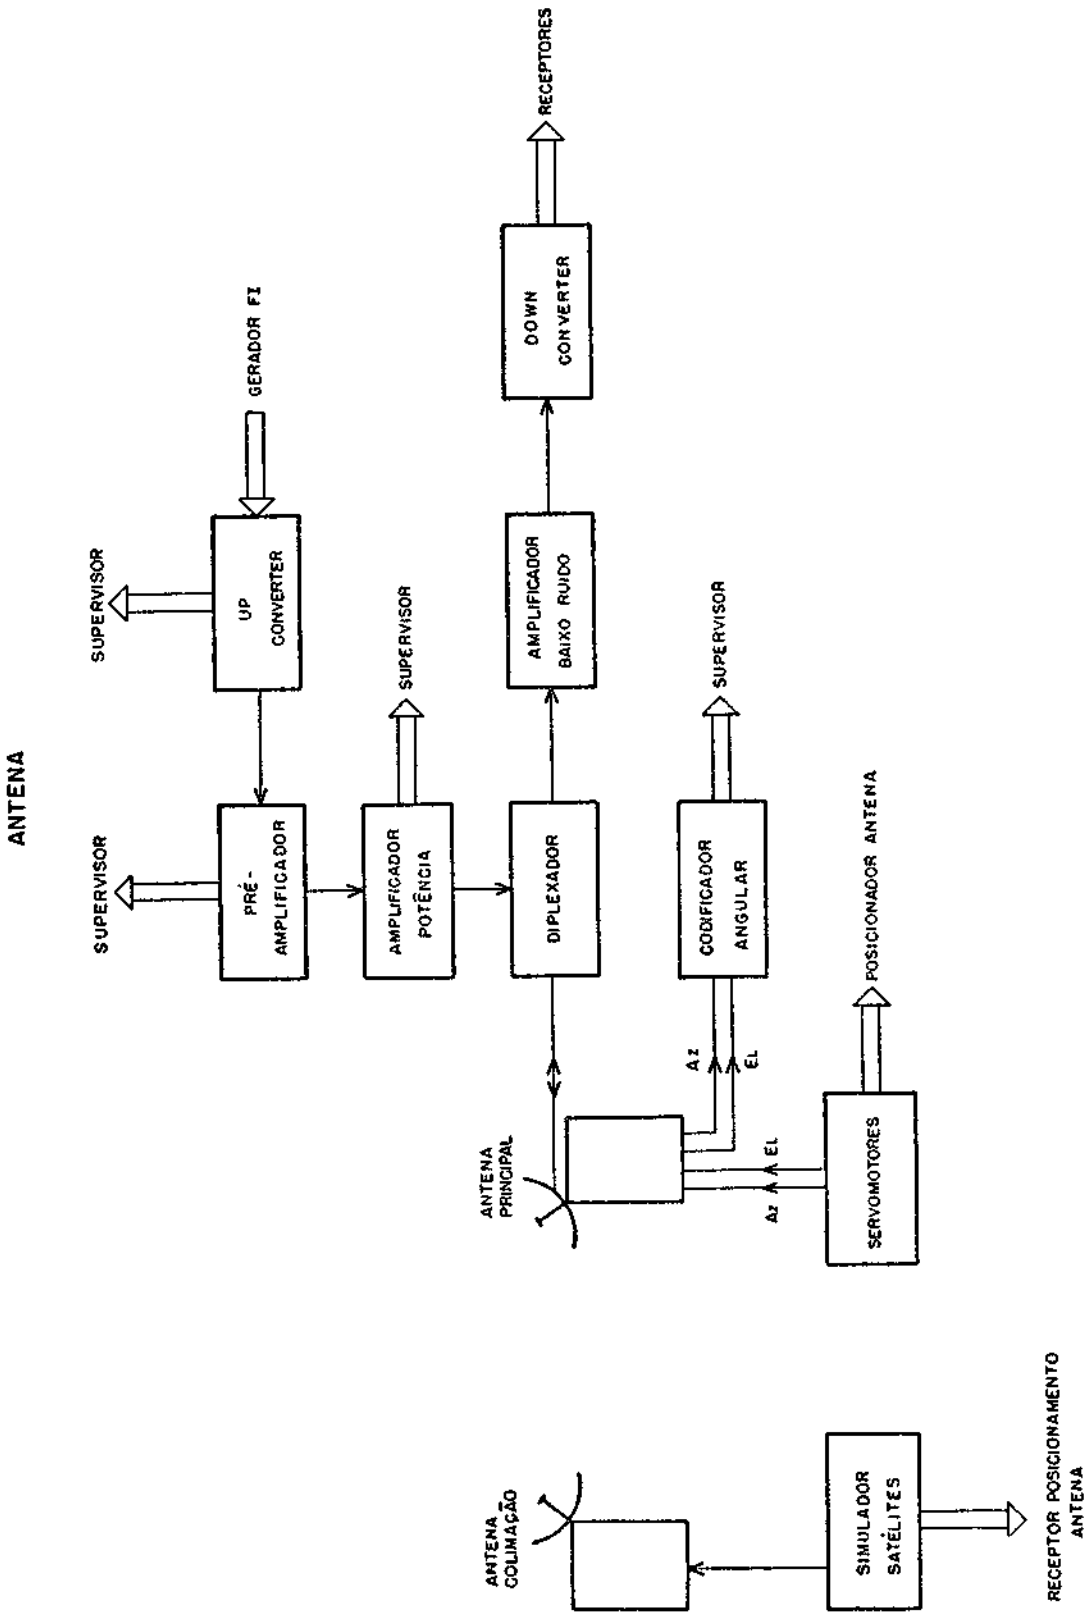 ANTENA
SUPERVISOR
SUPERVISOR
PRÉ-
AMPLIFICADOR
UP
CONVERTER
GERADOR FI
SUPERVISOR
AMPLIFICADOR
POTÊNCIA
ANTENA
COLIMAÇÃO
ANTENA
PRINCIPAL
DIPLEXADOR
AMPLIFICADOR
BAIXO RUIDO
DOWN
CONVERTER
RECEPTORES
Az
EL
CODIFICADOR
ANGULAR
SUPERVISOR
Az
EL
SIMULADOR
SATÉLITES
SERVOMOTORES
POSICIONADOR ANTENA
RECEPTOR POSICIONAMENTO
ANTENA